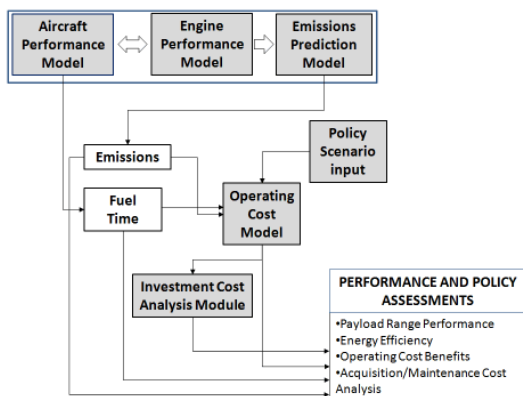 Aircraft
Performance
Model
Engine
Performance
Model
Emissions
Prediction
Model
Policy
Scenario
input
Emissions
Fuel
Time
Operating
Cost
Model
Investment Cost
Analysis Module
PERFORMANCE AND POLICY
ASSESSMENTS
•Payload Range Performance
•Energy Efficiency
•Operating Cost Benefits
•Acquisition/Maintenance Cost
Analysis